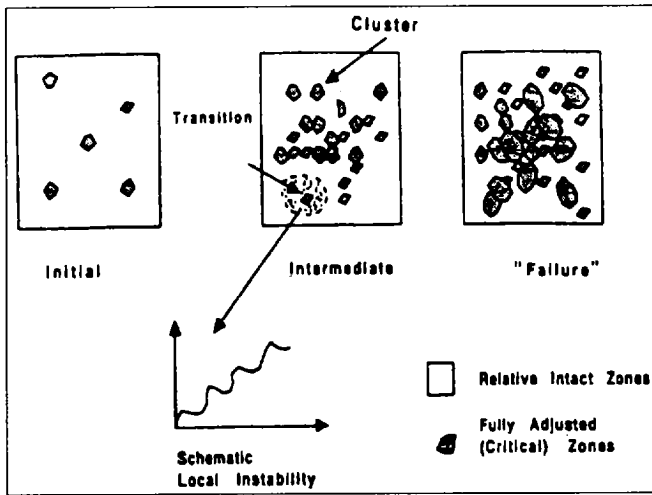 Cluster
Transition
Initial
Intermediate
"Failure"
Relative Intact Zones
Fully Adjusted
(Critical) Zones
Schematic
Local Instability